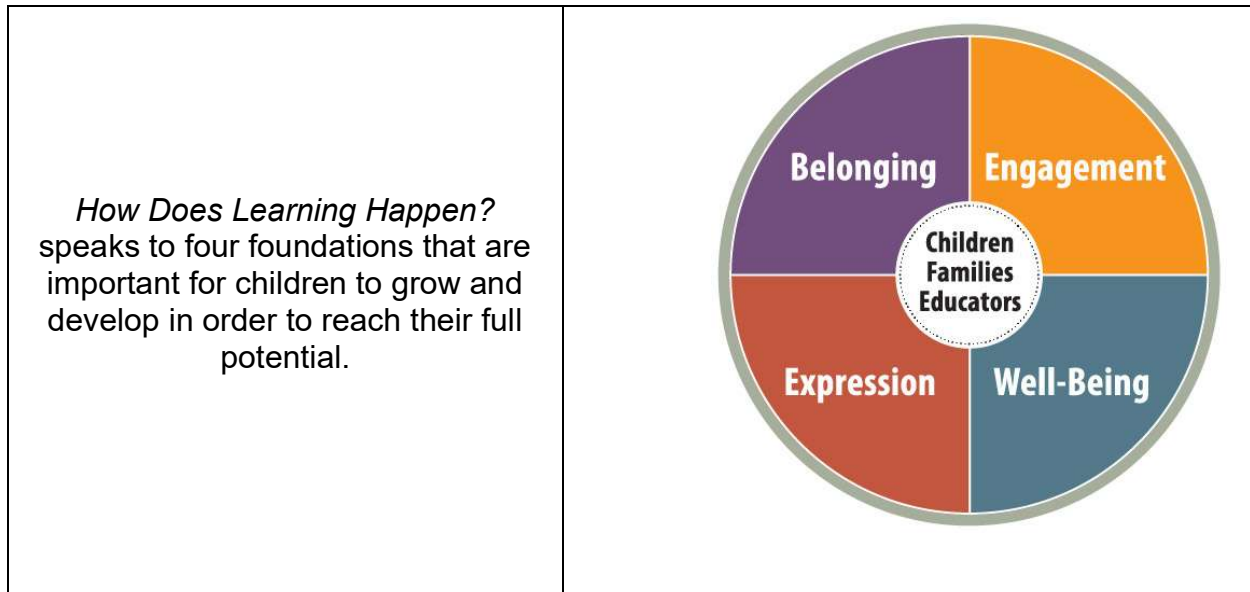 How Does Learning Happen?
speaks to four foundations that are
important for children to grow and
develop in order to reach their full
potential.
Belonging
Engagement
Children
Families
Educators
Expression
Well-Being